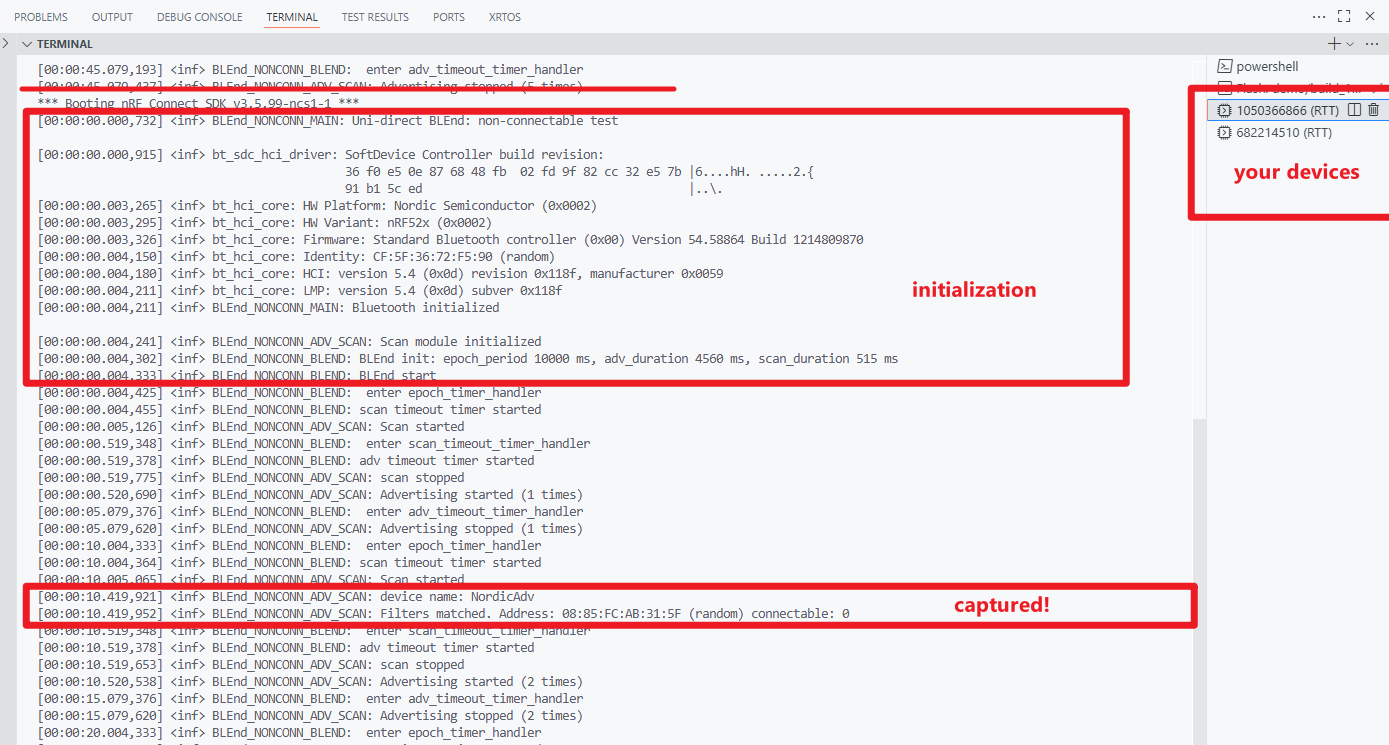 PROBLEMS OUTPUT DEBUG CONSOLE TERMINAL TEST RESULTS PORTS XRTOS
TERMINAL
[00:00:45.079,193] <inf> BLEnd_NONCONN_BLEND:  enter adv_timeout_timer_handler
[00:00:45.079,437] <inf> BLEnd_NONCONN_ADV_SCAN: Advertising stopped (5 times)
*** Booting nRF Connect SDK v3.5.99-ncs1-1 ***
[00:00:00.000,732] <inf> BLEnd_NONCONN_MAIN: Uni-direct BLEnd: non-connectable test
[00:00:00.000,915] <inf> bt_sdc_hci_driver: SoftDevice Controller build revision:
36 f0 e5 0e 87 68 48 fb  02 fd 9f 82 cc 32 e5 7b |6....hH. .....2.{
91 b1 5c ed |..\.
[00:00:00.003,265] <inf> bt_hci_core: HW Platform: Nordic Semiconductor (0x0002)
[00:00:00.003,295] <inf> bt_hci_core: HW Variant: nRF52x (0x0002)
[00:00:00.003,326] <inf> bt_hci_core: Firmware: Standard Bluetooth controller (0x00) Version 54.58864 Build 1214809870
[00:00:00.004,150] <inf> bt_hci_core: Identity: CF:5F:36:72:F5:90 (random)
[00:00:00.004,180] <inf> bt_hci_core: HCI: version 5.4 (0x0d) revision 0x118f, manufacturer 0x0059
[00:00:00.004,211] <inf> bt_hci_core: LMP: version 5.4 (0x0d) subver 0x118f
[00:00:00.004,211] <inf> BLEnd_NONCONN_MAIN: Bluetooth initialized
[00:00:00.004,241] <inf> BLEnd_NONCONN_ADV_SCAN: Scan module initialized
[00:00:00.004,302] <inf> BLEnd_NONCONN_BLEND: BLEnd init: epoch_period 10000 ms, adv_duration 4560 ms, scan_duration 515 ms
[00:00:00.004,333] <inf> BLEnd_NONCONN_BLEND: BLEnd start
[00:00:00.004,425] <inf> BLEnd_NONCONN_BLEND:  enter epoch_timer_handler
[00:00:00.004,455] <inf> BLEnd_NONCONN_BLEND: scan timeout timer started
[00:00:00.005,126] <inf> BLEnd_NONCONN_ADV_SCAN: Scan started
[00:00:00.519,348] <inf> BLEnd_NONCONN_BLEND:  enter scan_timeout_timer_handler
[00:00:00.519,378] <inf> BLEnd_NONCONN_BLEND: adv timeout timer started
[00:00:00.519,775] <inf> BLEnd_NONCONN_ADV_SCAN: scan stopped
[00:00:00.520,690] <inf> BLEnd_NONCONN_ADV_SCAN: Advertising started (1 times)
[00:00:05.079,376] <inf> BLEnd_NONCONN_BLEND:  enter adv_timeout_timer_handler
[00:00:05.079,620] <inf> BLEnd_NONCONN_ADV_SCAN: Advertising stopped (1 times)
[00:00:10.004,333] <inf> BLEnd_NONCONN_BLEND:  enter epoch_timer_handler
[00:00:10.004,364] <inf> BLEnd_NONCONN_BLEND: scan timeout timer started
[00:00:10.005,065] <inf> BLEnd_NONCONN_ADV_SCAN: Scan started
[00:00:10.419,921] <inf> BLEnd_NONCONN_ADV_SCAN: device name: NordicAdv
[00:00:10.419,952] <inf> BLEnd_NONCONN_ADV_SCAN: Filters matched. Address: 08:85:FC:AB:31:5F (random) connectable: 0
[00:00:10.519,348] <inf> BLEnd_NONCONN_BLEND:  enter scan_timeout_timer_handler
[00:00:10.519,378] <inf> BLEnd_NONCONN_BLEND: adv timeout timer started
[00:00:10.519,653] <inf> BLEnd_NONCONN_ADV_SCAN: scan stopped
[00:00:10.520,538] <inf> BLEnd_NONCONN_ADV_SCAN: Advertising started (2 times)
[00:00:15.079,376] <inf> BLEnd_NONCONN_BLEND:  enter adv_timeout_timer_handler
[00:00:15.079,620] <inf> BLEnd_NONCONN_ADV_SCAN: Advertising stopped (2 times)
[00:00:20.004,333] <inf> BLEnd_NONCONN_BLEND:  enter epoch_timer_handler
initialization
captured!
powershell
1050366866 (RTT)
682214510 (RTT)
your devices